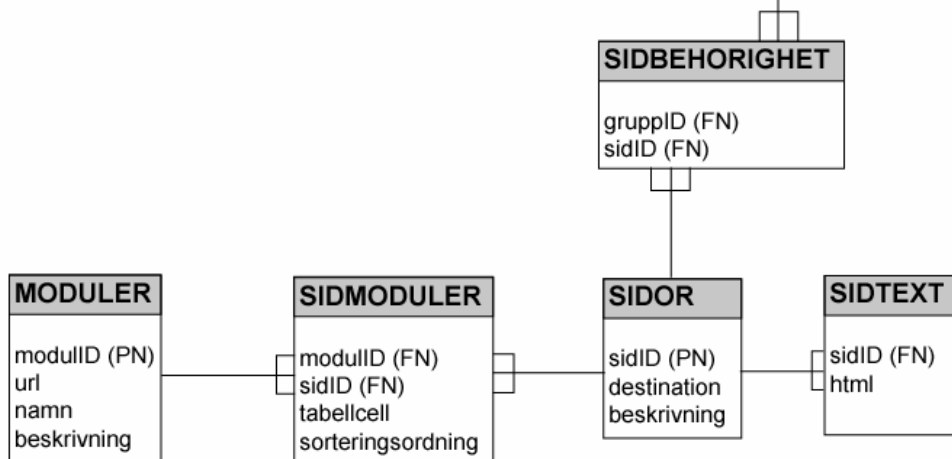 SIDBEHORIGHET
gruppID (FN)
sidID (FN)
MODULER
modulID (PN)
url
namn
beskrivning
SIDMODULER
modulID (FN)
sidID (FN)
tabellcell
sorteringsordning
SIDOR
sidID (PN)
destination
beskrivning
SIDTEXT
sidID (FN)
html